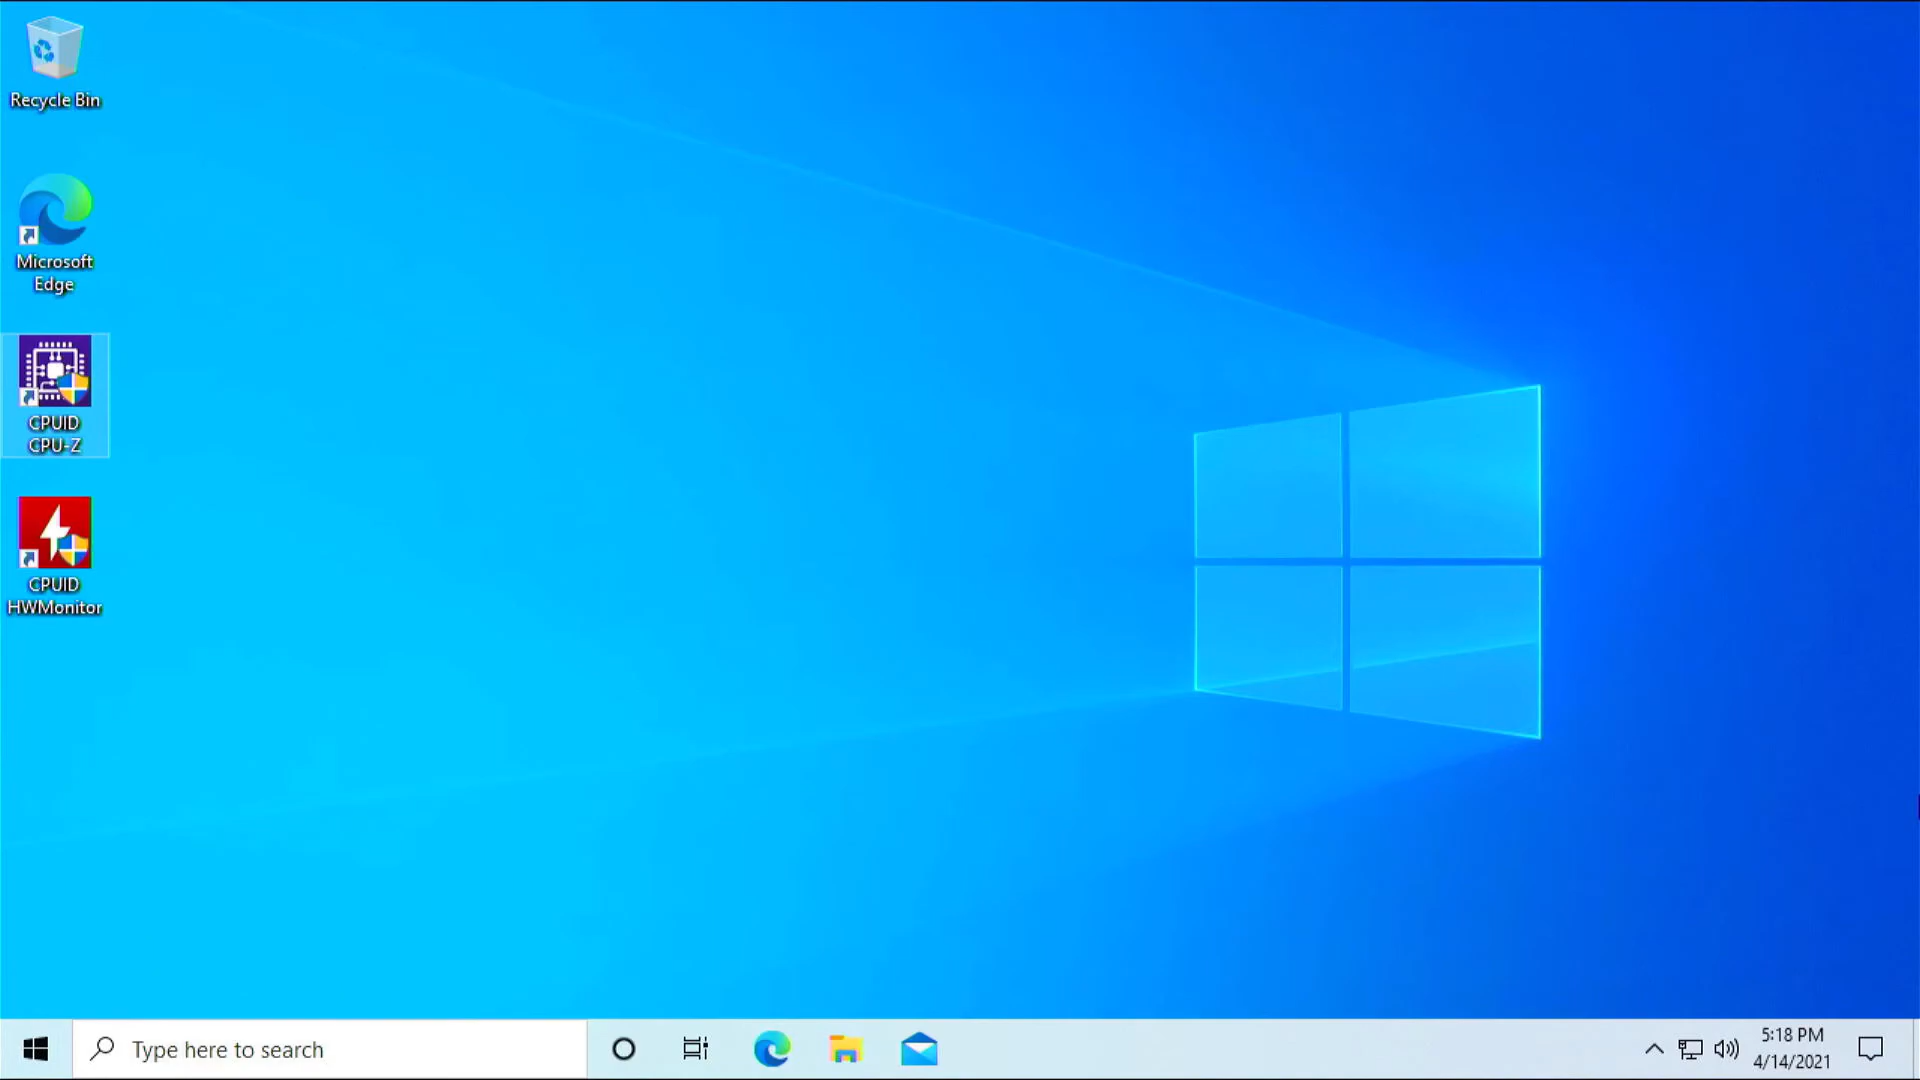 Recycle Bin
Microsoft
Edge
CPUID
CPU-Z
CPUID
HWMonitor
Type here to search
5:18 PM
4/14/2021